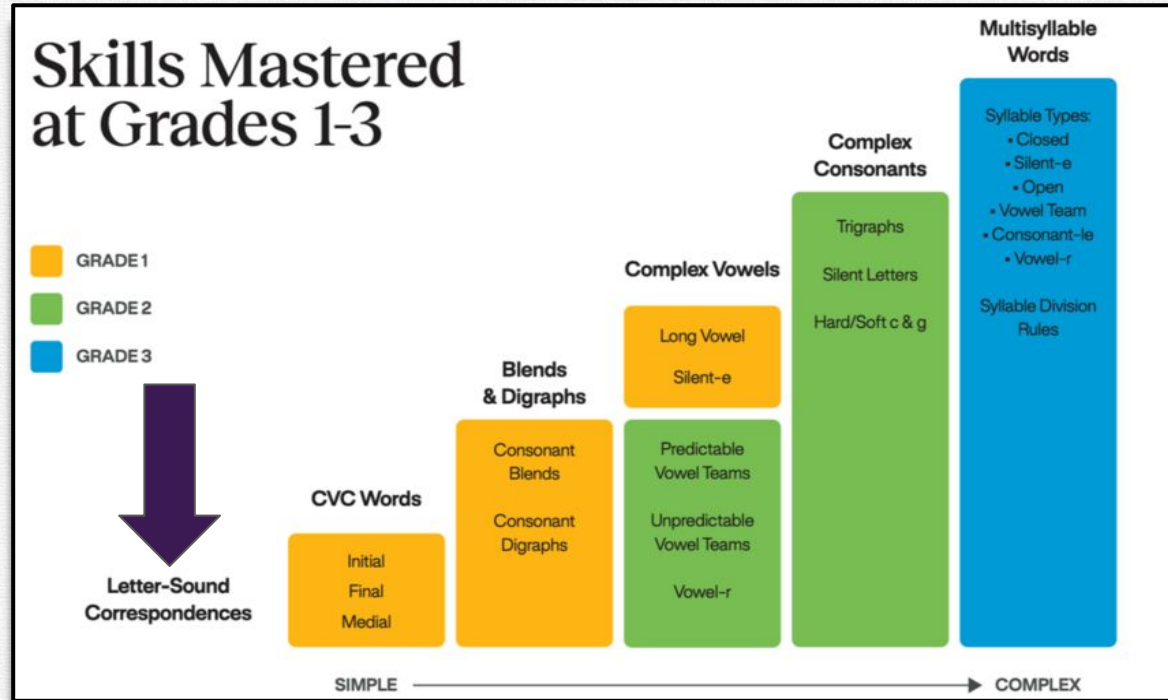 Skills Mastered
at Grades 1-3
GRADE 1
GRADE 2
GRADE 3
Letter-Sound
Correspondences
CVC Words
Initial
Final
Medial
Blends
& Digraphs
Consonant
Blends
Consonant
Digraphs
Complex Vowels
Long Vowel
Silent-e
Predictable
Vowel Teams
Unpredictable
Vowel Teams
Vowel-r
Complex
Consonants
Trigraphs
Silent Letters
Hard/Soft c & g
Multisyllable
Words
Syllable Types:
▪ Closed
▪ Silent-e
▪ Open
▪ Vowel Team
▪ Consonant-le
▪ Vowel-r
Syllable Division
Rules
SIMPLE
COMPLEX